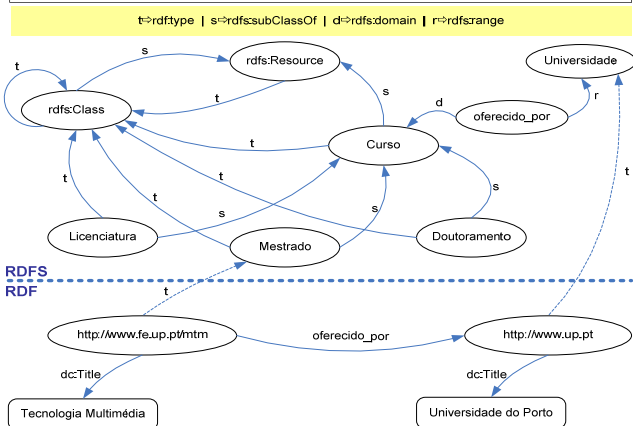 t⇨rdf:type | s⇨rdfs:subClassOf | d⇨rdfs:domain | r⇨rdfs:range
s
rdfs:Resource
Universidade
t
t
rdfs:Class
s
r
d
oferecido_por
t
Curso
t
t
s
t
t
s
s
s
Licenciatura
Mestrado
Doutoramento
RDFS
RDF
t
http://www.fe.up.pt/mtm
oferecido_por
http://www.up.pt
dc:Title
dc:Title
Tecnologia Multimédia
Universidade do Porto